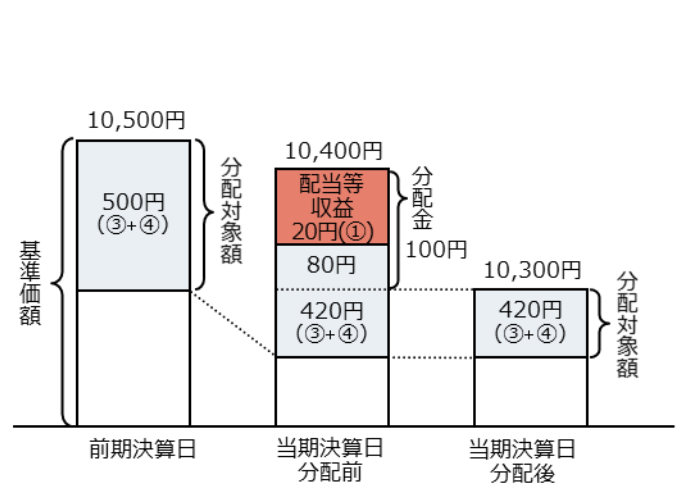 10,500円
500円
(③+④)
分配対象額
基準価額
前期決算日
10,400円
配当等
収益
20円(①)
80円
420円
(③+④)
分配金
100円
当期決算日
分配前
10,300円
420円
(③+④)
分配対象額
当期決算日
分配後